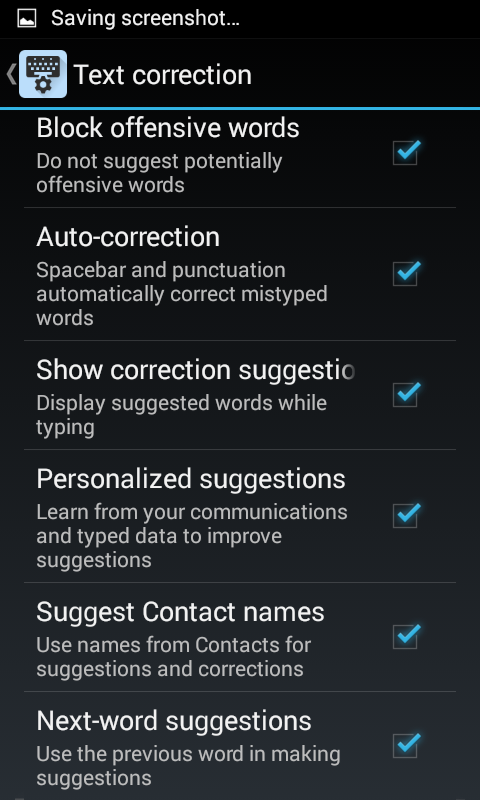 Saving screenshot...
Text correction
Block offensive words
Do not suggest potentially
offensive words
Auto-correction
Spacebar and punctuation
automatically correct mistyped
words
Show correction suggestio
Display suggested words while
typing
Personalized suggestions
Learn from your communications
and typed data to improve
suggestions
Suggest Contact names
Use names from Contacts for
suggestions and corrections
Next-word suggestions
Use the previous word in making
suggestions